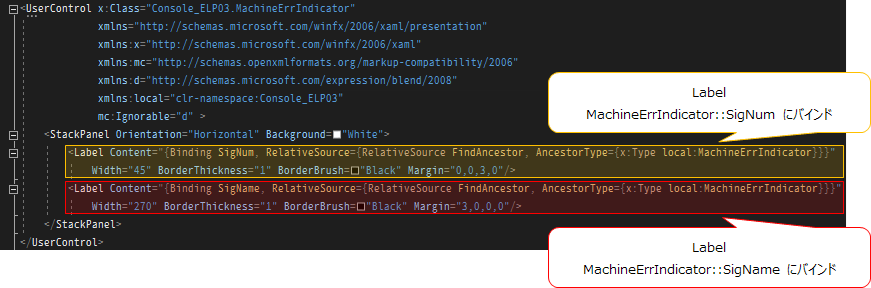 <UserControl x:Class="Console_ELP03.MachineErrIndicator"
xmlns="http://schemas.microsoft.com/winfx/2006/xaml/presentation"
xmlns:x="http://schemas.microsoft.com/winfx/2006/xaml"
xmlns:mc="http://schemas.openxmlformats.org/markup-compatibility/2006"
xmlns:d="http://schemas.microsoft.com/expression/blend/2008"
xmlns:local="clr-namespace:Console_ELP03"
mc:Ignorable="d" >
<StackPanel Orientation="Horizontal" Background="White">
<Label Content="{Binding SigNum, RelativeSource={RelativeSource FindAncestor, AncestorType={x:Type local:MachineErrIndicator}}}"
Width="45" BorderThickness="1" BorderBrush="Black" Margin="0,0,3,0"/>
<Label Content="{Binding SigName, RelativeSource={RelativeSource FindAncestor, AncestorType={x:Type local:MachineErrIndicator}}}"
Width="270" BorderThickness="1" BorderBrush="Black" Margin="3,0,0,0"/>
</StackPanel>
</UserControl>
Label
MachineErrIndicator::SigNum にバインド
Label
MachineErrIndicator::SigName にバインド